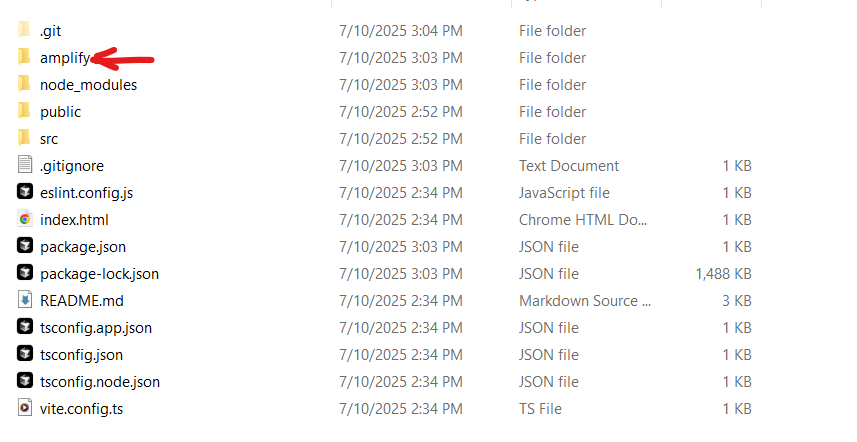 .git 7/10/2025 3:04 PM File folder
amplify 7/10/2025 3:03 PM File folder
node_modules 7/10/2025 3:03 PM File folder
public 7/10/2025 2:52 PM File folder
src 7/10/2025 2:52 PM File folder
.gitignore 7/10/2025 3:03 PM Text Document 1 KB
eslint.config.js 7/10/2025 2:34 PM JavaScript file 1 KB
index.html 7/10/2025 2:34 PM Chrome HTML Do... 1 KB
package.json 7/10/2025 3:03 PM JSON file 1 KB
package-lock.json 7/10/2025 3:03 PM JSON file 1,488 KB
README.md 7/10/2025 2:34 PM Markdown Source ... 3 KB
tsconfig.app.json 7/10/2025 2:34 PM JSON file 1 KB
tsconfig.json 7/10/2025 2:34 PM JSON file 1 KB
tsconfig.node.json 7/10/2025 2:34 PM JSON file 1 KB
vite.config.ts 7/10/2025 2:34 PM TS File 1 KB